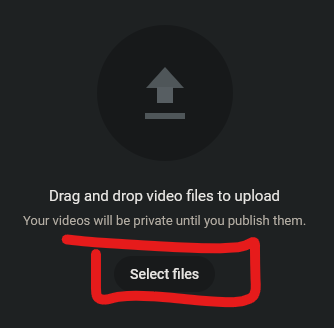 Drag and drop video files to upload
Your videos will be private until you publish them.
Select files